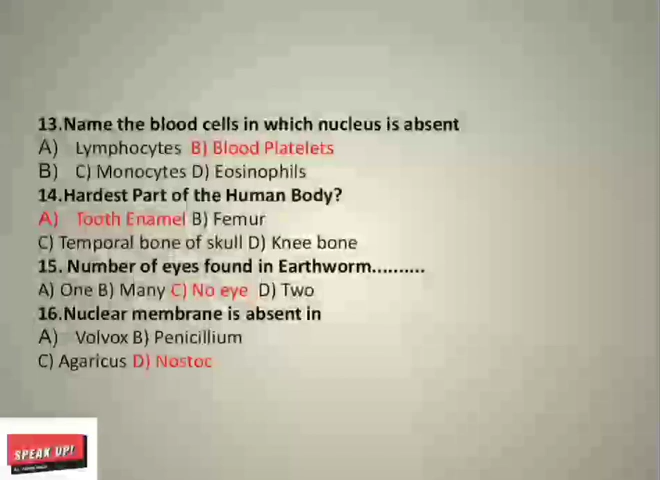 13.Name the blood cells in which nucleus is absent
A) Lymphocytes B) Blood Platelets
B) C) Monocytes D) Eosinophils
14.Hardest Part of the Human Body?
A) Tooth Enamel B) Femur
C) Temporal bone of skull D) Knee bone
15. Number of eyes found in Earthworm..........
A) One B) Many C) No eye D) Two
16.Nuclear membrane is absent in
A) Volvox B) Penicillium
C) Agaricus D) Nostoc
SPEAK UP!